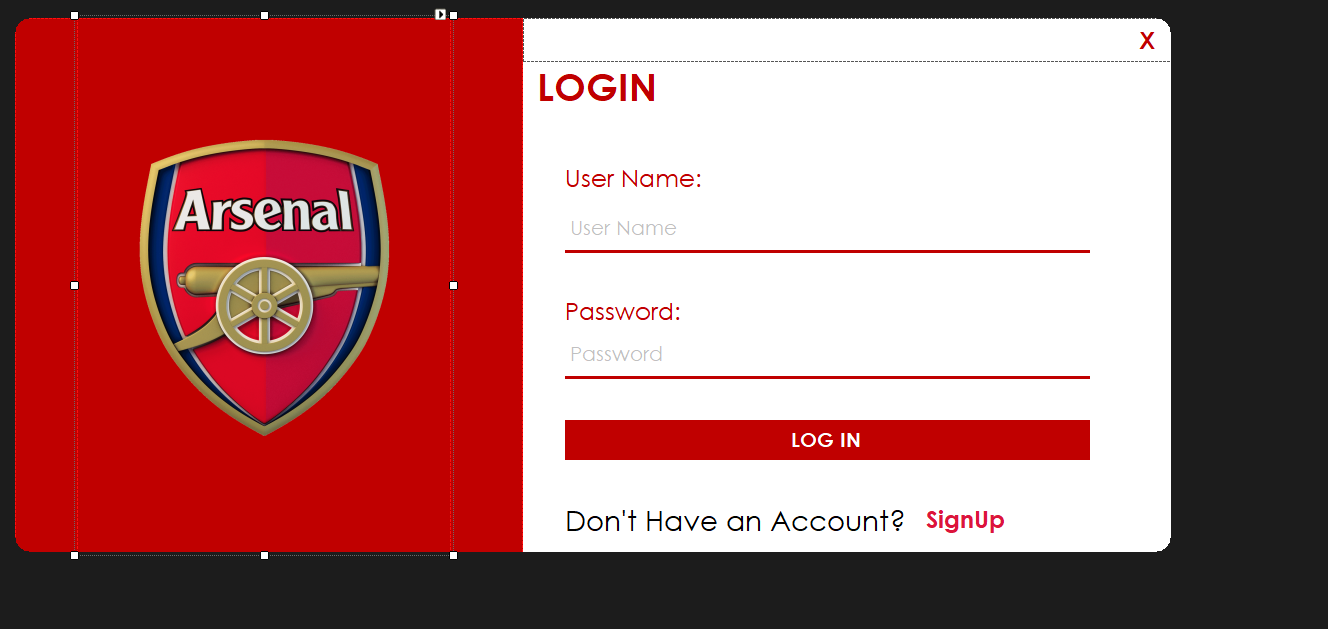 X
LOGIN
Arsenal
User Name:
User Name
Password:
Password
LOG IN
Don't Have an Account? SignUp